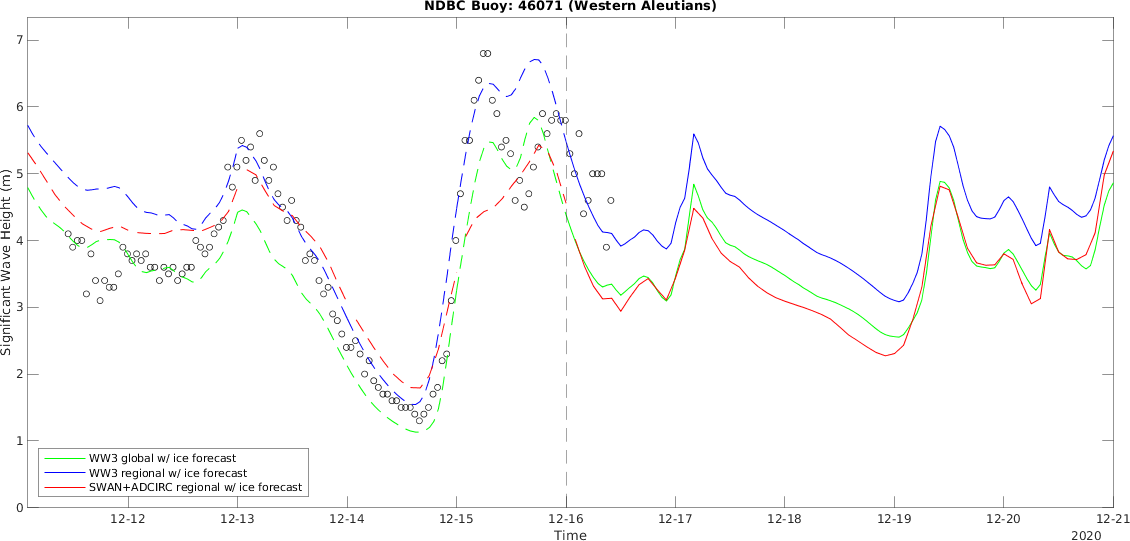 NDBC Buoy: 46071 (Western Aleutians)
7
6
5
4
3
2
1
0
Significant Wave Height (m)
WW3 global w/ ice forecast
WW3 regional w/ ice forecast
SWAN+ADCIRC regional w/ ice forecast
12-12 12-13 12-14 12-15 12-16 12-17 12-18 12-19 12-20 12-21
Time
2020